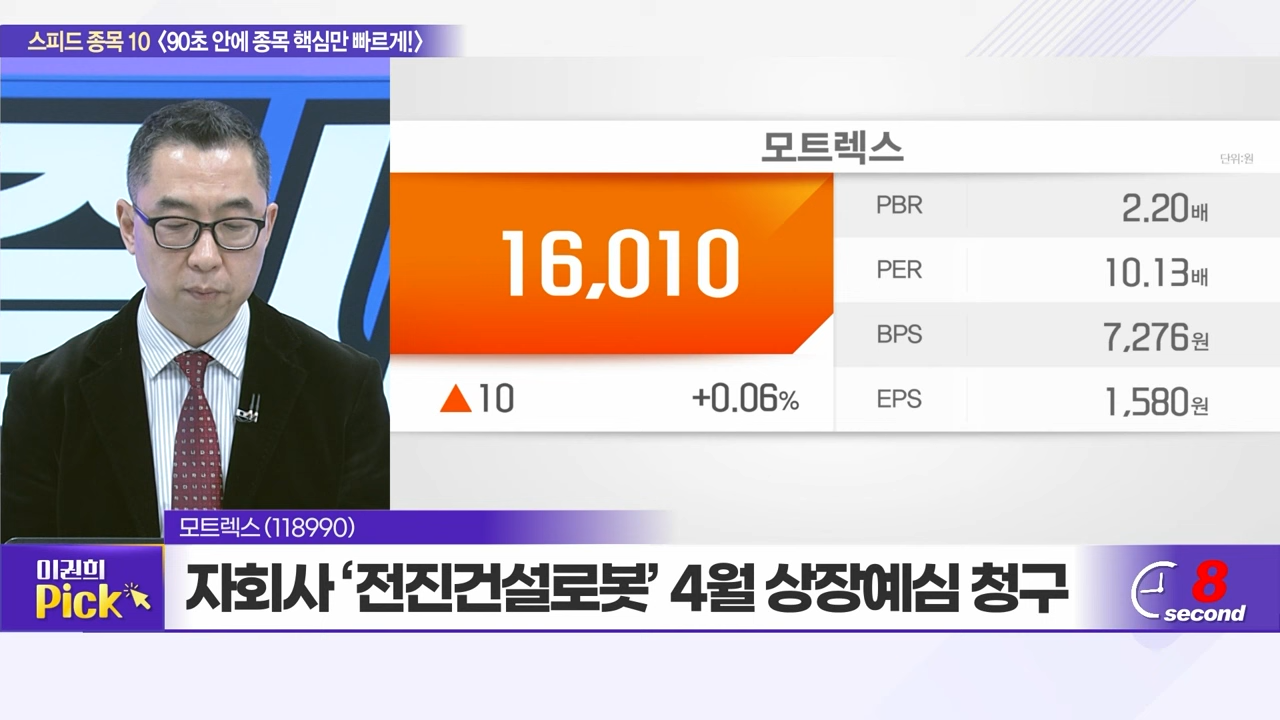 스피드 종목 10 〈90초 안에 종목 핵심만 빠르게!〉
모트렉스
단위:원
16,010
▲10 +0.06%
PBR 2.20배
PER 10.13배
BPS 7,276원
EPS 1,580원
모트렉스(118990)
이권희
Pick
자회사 ‘전진건설로봇’ 4월 상장예심 청구
8
second